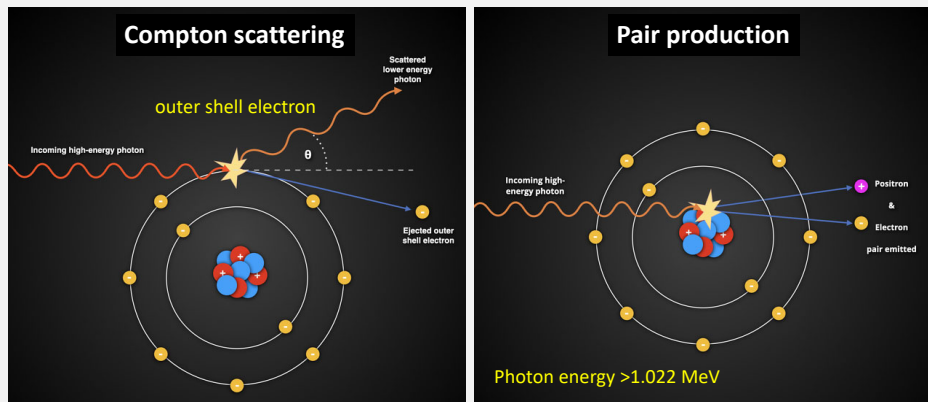 Compton scattering
Scattered
lower energy
photon
outer shell electron
Incoming high-energy photon
θ
Ejected outer
shell electron
-
-
-
-
-
-
-
-
-
-
+
+
+
Pair production
Incoming high-
energy photon
+
Positron
&
-
Electron
pair emitted
-
-
-
-
-
-
-
-
-
-
+
+
Photon energy >1.022 MeV